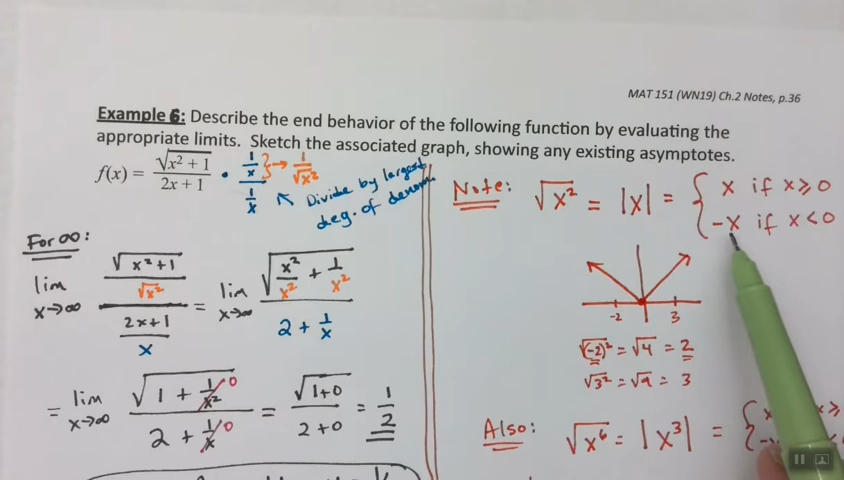 MAT 151 (WN19) Ch.2 Notes, p.36
Example 6: Describe the end behavior of the following function by evaluating the
appropriate limits. Sketch the associated graph, showing any existing asymptotes.
f(x) = √(x² + 1) / (2x + 1) · (1/x) / (1/x) } → 1/√x²
← Divide by largest
deg. of denom.
For ∞:
lim x→∞ (√(x²+1) / √x²) / ((2x+1) / x) = lim x→∞ √(x²/x² + 1/x²) / (2 + 1/x)
= lim x→∞ √(1 + 1/x² 0) / (2 + 1/x 0) = √(1+0) / (2+0) = 1/2
Note: √x² = |x| = { x if x ≥ 0
-x if x < 0
-2 3
√(-2)² = √4 = 2
√3² = √9 = 3
Also: √x⁶ = |x³| = {